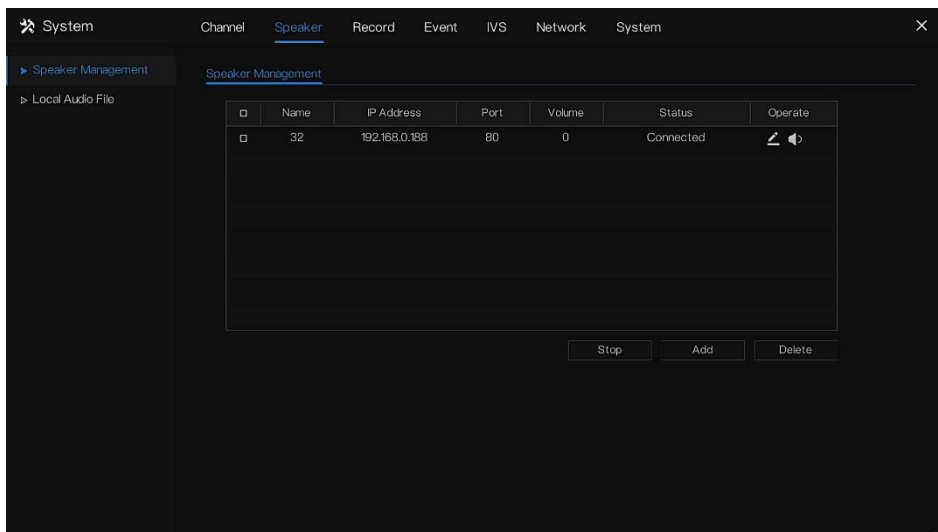 System Channel Speaker Record Event IVS Network System
Speaker Management
Local Audio File
Speaker Management
Name IP Address Port Volume Status Operate
32 192.168.0.188 80 0 Connected
Stop Add Delete